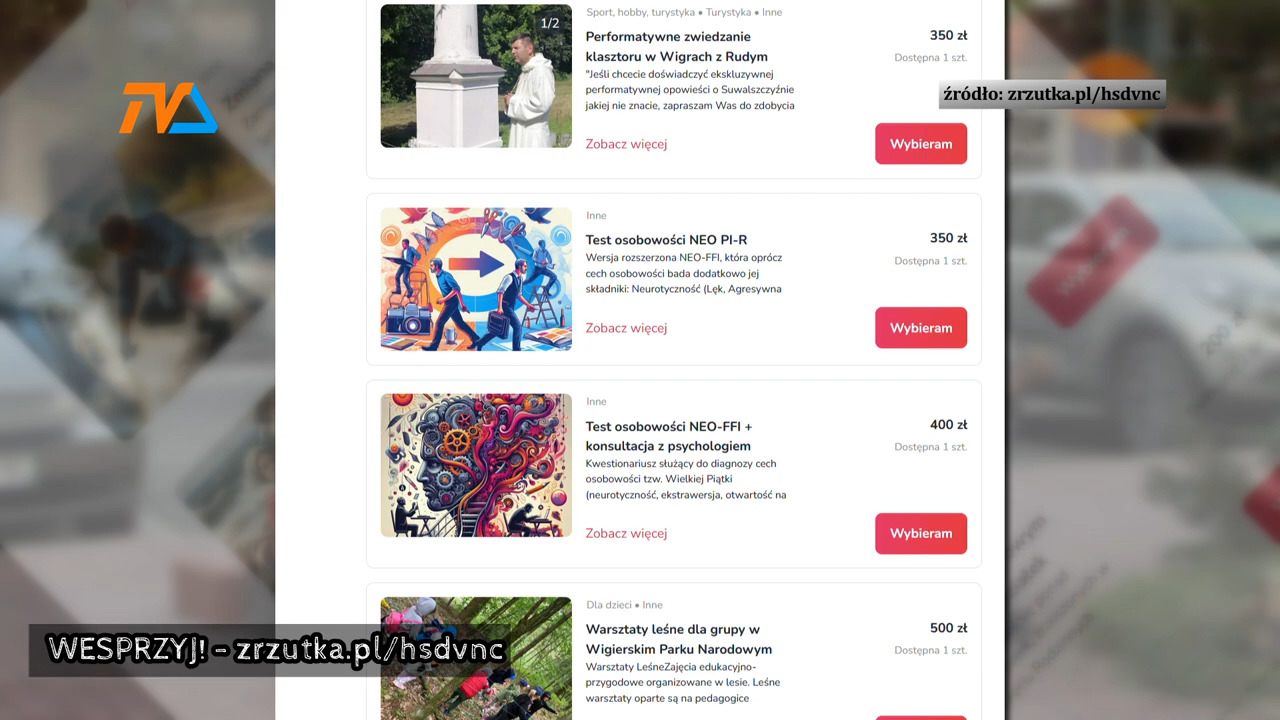 TVA
źródło: zrzutka.pl/hsdvnc
1/2
Sport, hobby, turystyka • Turystyka • Inne
Performatywne zwiedzanie
klasztoru w Wigrach z Rudym
"Jeśli chcecie doświadczyć ekskluzywnej
performatywnej opowieści o Suwalszczyźnie
jakiej nie znacie, zapraszam Was do zdobycia
350 zł
Dostępna 1 szt.
Zobacz więcej
Wybieram
Inne
Test osobowości NEO PI-R
Wersja rozszerzona NEO-FFI, która oprócz
cech osobowości bada dodatkowo jej
składniki: Neurotyczność (Lęk, Agresywna
350 zł
Dostępna 1 szt.
Zobacz więcej
Wybieram
Inne
Test osobowości NEO-FFI +
konsultacja z psychologiem
Kwestionariusz służący do diagnozy cech
osobowości tzw. Wielkiej Piątki
(neurotyczność, ekstrawersja, otwartość na
400 zł
Dostępna 1 szt.
Zobacz więcej
Wybieram
Dla dzieci • Inne
Warsztaty leśne dla grupy w
Wigierskim Parku Narodowym
Warsztaty LeśneZajęcia edukacyjno-
przygodowe organizowane w lesie. Leśne
warsztaty oparte są na pedagogice
500 zł
Dostępna 1 szt.
WESPRZYJ! - zrzutka.pl/hsdvnc